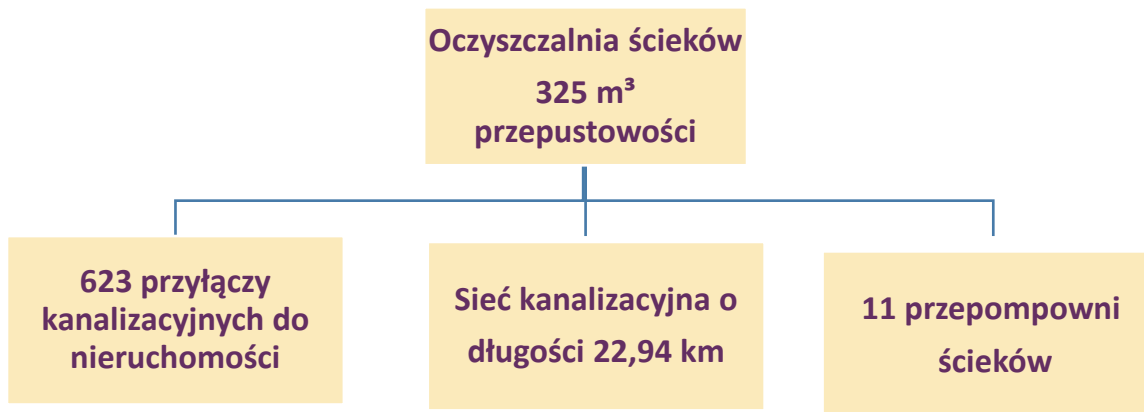 Oczyszczalnia ścieków
325 m³
przepustowości
623 przyłączy
kanalizacyjnych do
nieruchomości
Sieć kanalizacyjna o
długości 22,94 km
11 przepompowni
ścieków